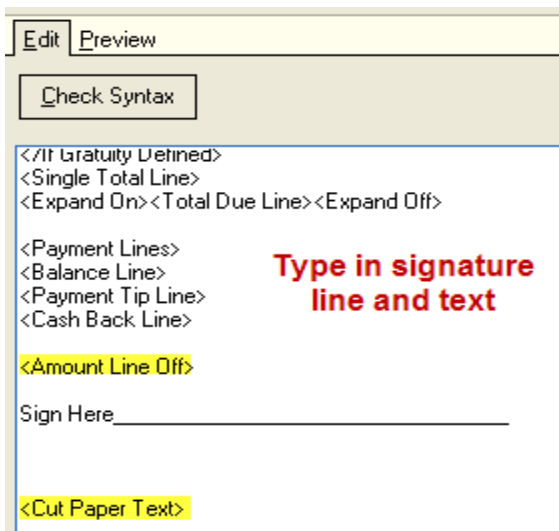 Edit Preview
Check Syntax
</If Gratuity Defined>
<Single Total Line>
<Expand On><Total Due Line><Expand Off>
<Payment Lines>
<Balance Line>
<Payment Tip Line>
<Cash Back Line>
Type in signature
line and text
<Amount Line Off>
Sign Here____________________________________
<Cut Paper Text>